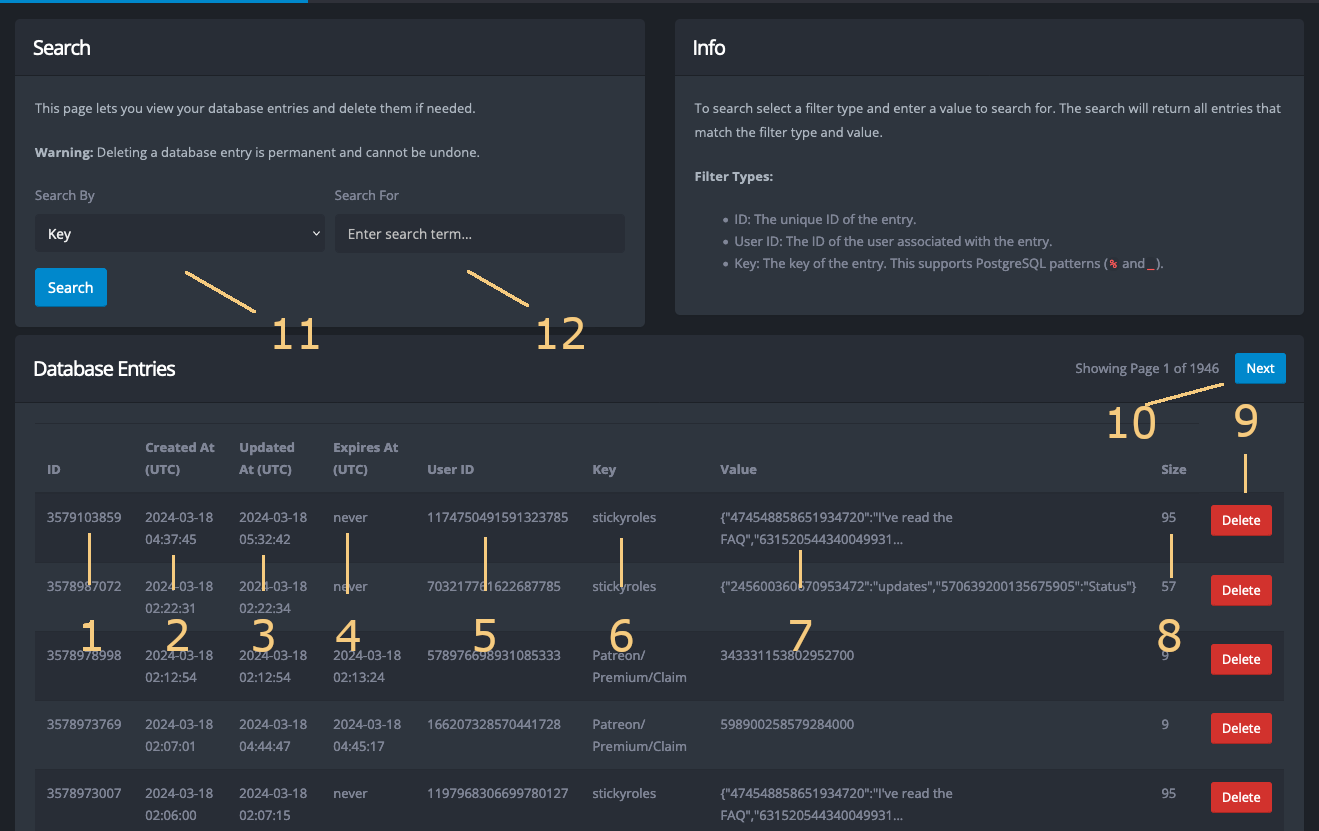 Search
This page lets you view your database entries and delete them if needed.
Warning: Deleting a database entry is permanent and cannot be undone.
Search By
Search For
Key
Enter search term...
Search
11
12
Info
To search select a filter type and enter a value to search for. The search will return all entries that
match the filter type and value.
Filter Types:
• ID: The unique ID of the entry.
• User ID: The ID of the user associated with the entry.
• Key: The key of the entry. This supports PostgreSQL patterns (% and _).
Database Entries
Showing Page 1 of 1946
Next
10
9
ID
Created At
(UTC)
Updated
At (UTC)
Expires At
(UTC)
User ID
Key
Value
Size
3579103859
2024-03-18
04:37:45
2024-03-18
05:32:42
never
1174750491591323785
stickyroles
{"474548858651934720":"I've read the
FAQ","631520544340049931...
95
Delete
3578987072
2024-03-18
02:22:31
2024-03-18
02:22:34
never
703217761622687785
stickyroles
{"245600360670953472":"updates","570639200135675905":"Status"}
57
Delete
1
2
3
4
5
6
7
8
3578978998
2024-03-18
02:12:54
2024-03-18
02:12:54
2024-03-18
02:13:24
578976698931085333
Patreon/
Premium/Claim
343331153802952700
9
Delete
3578973769
2024-03-18
02:07:01
2024-03-18
04:44:47
2024-03-18
04:45:17
166207328570441728
Patreon/
Premium/Claim
598900258579284000
9
Delete
3578973007
2024-03-18
02:06:00
2024-03-18
02:07:15
never
1197968306699780127
stickyroles
{"474548858651934720":"I've read the
FAQ","631520544340049931...
95
Delete